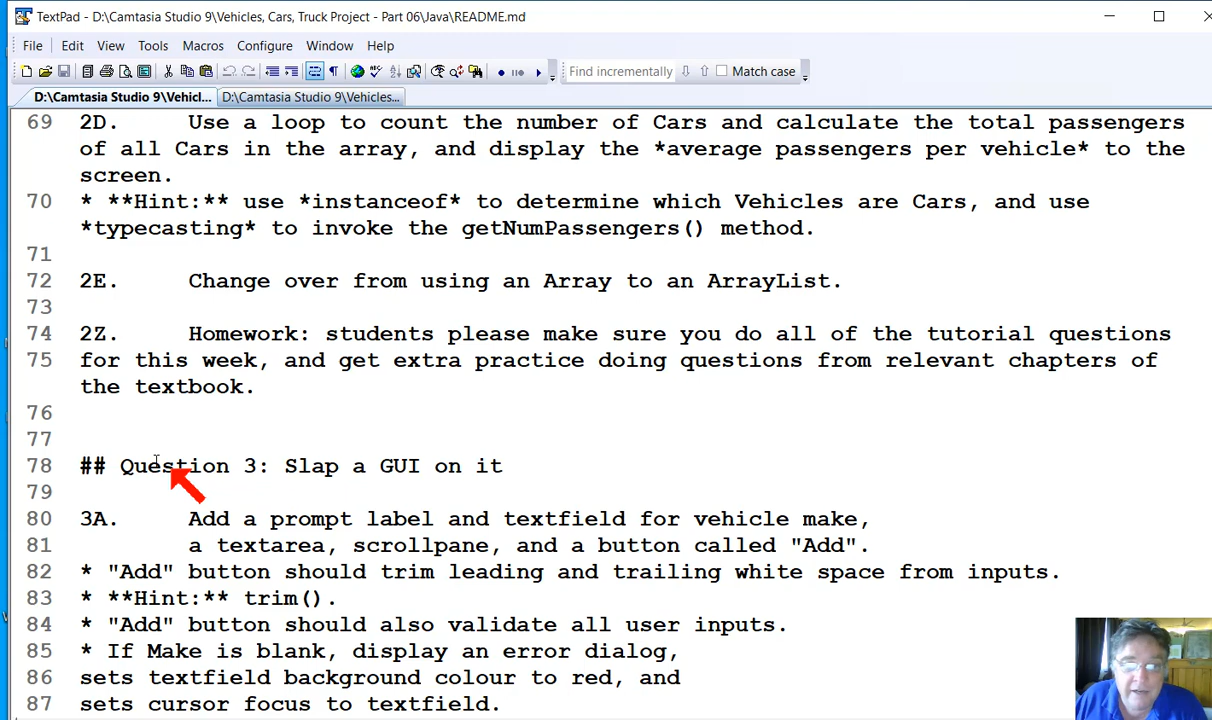 TextPad - D:\Camtasia Studio 9\Vehicles, Cars, Truck Project - Part 06\Java\README.md
File Edit View Tools Macros Configure Window Help
Find incrementally Match case
D:\Camtasia Studio 9\Vehicl... D:\Camtasia Studio 9\Vehicles...
69 2D. Use a loop to count the number of Cars and calculate the total passengers
of all Cars in the array, and display the *average passengers per vehicle* to the
screen.
70 * **Hint:** use *instanceof* to determine which Vehicles are Cars, and use
*typecasting* to invoke the getNumPassengers() method.
71
72 2E. Change over from using an Array to an ArrayList.
73
74 2Z. Homework: students please make sure you do all of the tutorial questions
75 for this week, and get extra practice doing questions from relevant chapters of
the textbook.
76
77
78 ## Question 3: Slap a GUI on it
79
80 3A. Add a prompt label and textfield for vehicle make,
81 a textarea, scrollpane, and a button called "Add".
82 * "Add" button should trim leading and trailing white space from inputs.
83 * **Hint:** trim().
84 * "Add" button should also validate all user inputs.
85 * If Make is blank, display an error dialog,
86 sets textfield background colour to red, and
87 sets cursor focus to textfield.